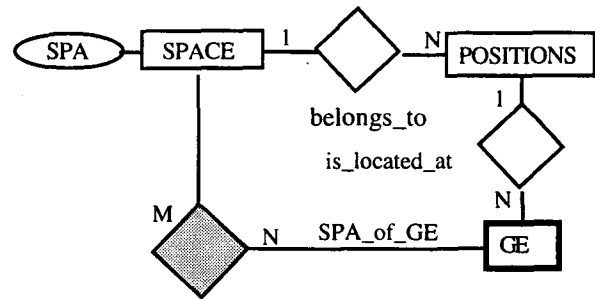 SPA SPACE 1 N POSITIONS
belongs_to 1
is_located_at
M N SPA_of_GE N
GE